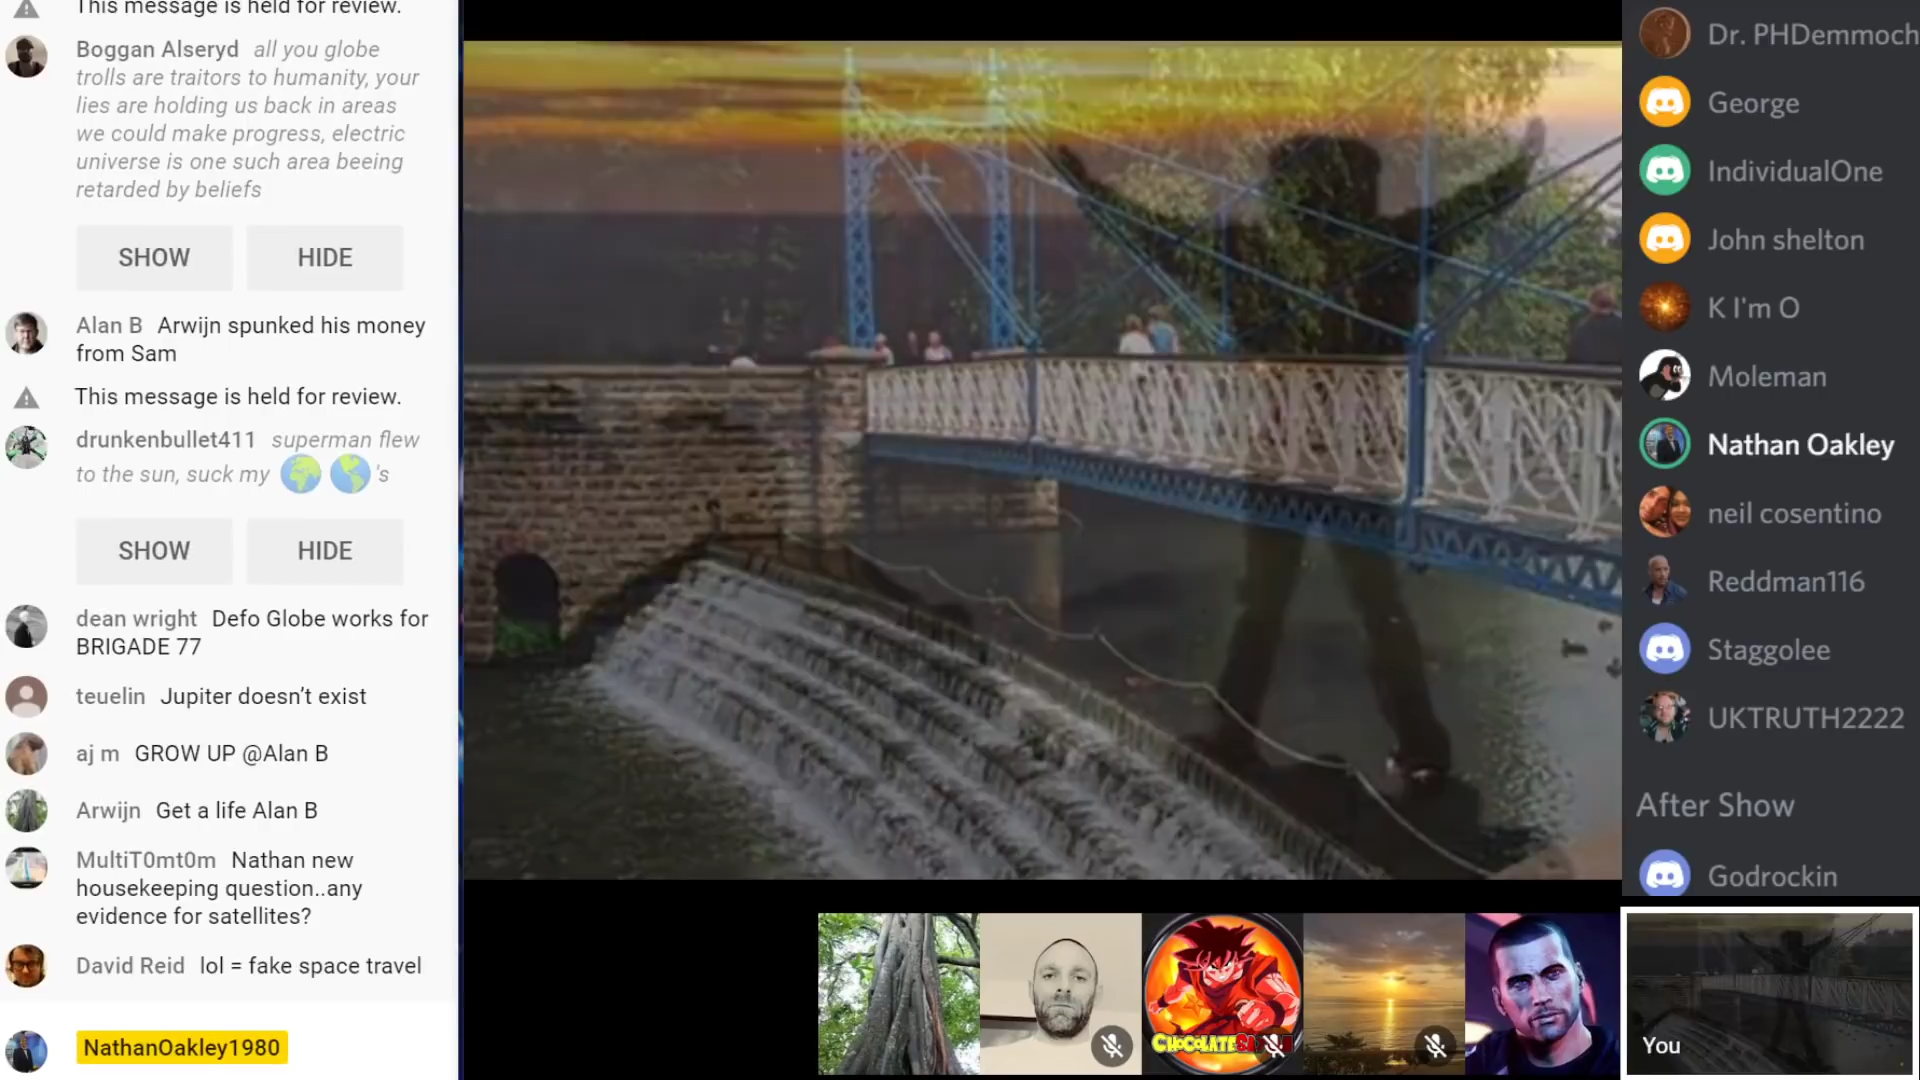 This message is held for review.
Boggan Alseryd all you globe
trolls are traitors to humanity, your
lies are holding us back in areas
we could make progress, electric
universe is one such area beeing
retarded by beliefs
SHOW HIDE
Alan B Arwijn spunked his money
from Sam
This message is held for review.
drunkenbullet411 superman flew
to the sun, suck my 's
SHOW HIDE
dean wright Defo Globe works for
BRIGADE 77
teuelin Jupiter doesn’t exist
aj m GROW UP @Alan B
Arwijn Get a life Alan B
MultiT0mt0m Nathan new
housekeeping question..any
evidence for satellites?
David Reid lol = fake space travel
NathanOakley1980
You
Dr. PHDemmoch
George
IndividualOne
John shelton
K I'm O
Moleman
Nathan Oakley
neil cosentino
Reddman116
Staggolee
UKTRUTH2222
After Show
Godrockin